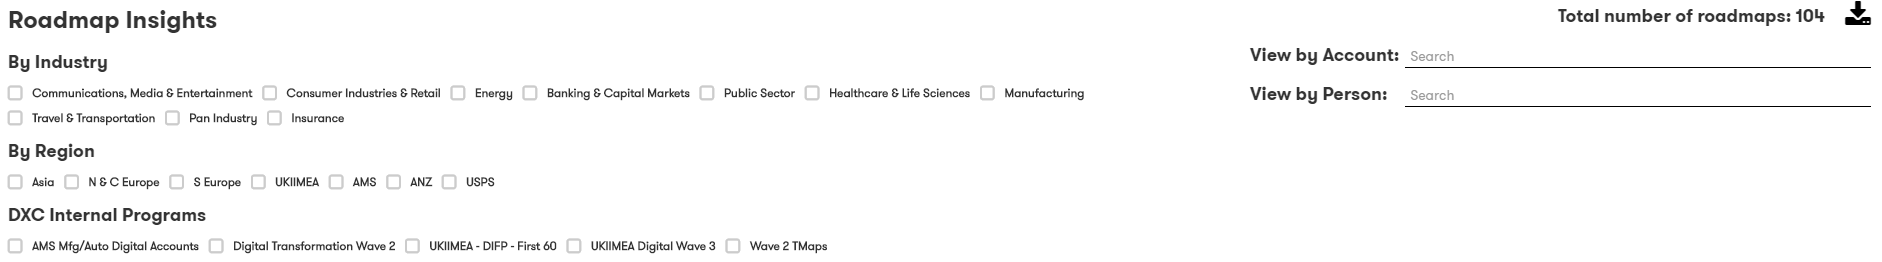 Roadmap Insights
Total number of roadmaps: 104
View by Account: Search
View by Person: Search
By Industry
Communications, Media & Entertainment Consumer Industries & Retail Energy Banking & Capital Markets Public Sector Healthcare & Life Sciences Manufacturing
Travel & Transportation Pan Industry Insurance
By Region
Asia N & C Europe S Europe UKIIMEA AMS ANZ USPS
DXC Internal Programs
AMS Mfg/Auto Digital Accounts Digital Transformation Wave 2 UKIIMEA - DIFP - First 60 UKIIMEA Digital Wave 3 Wave 2 TMaps